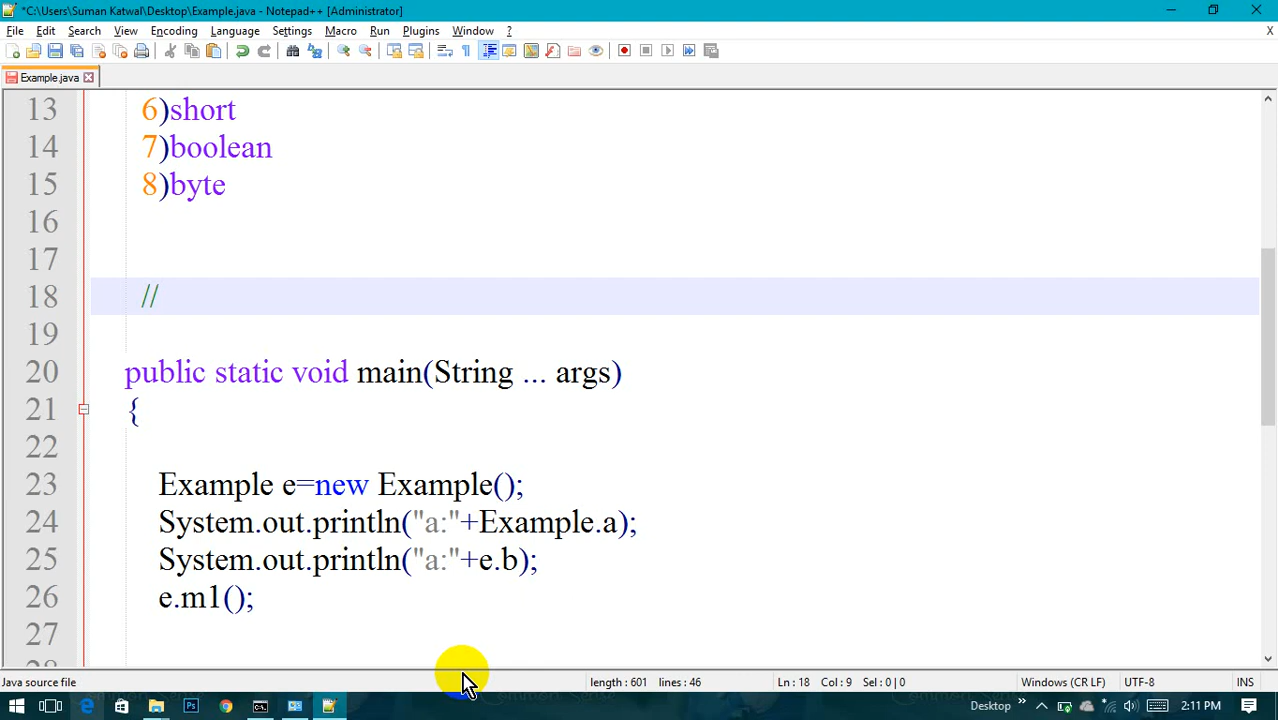 *C:\Users\Suman Katwal\Desktop\Example.java - Notepad++ [Administrator]
File Edit Search View Encoding Language Settings Macro Run Plugins Window ? X
Example.java
13 6)short
14 7)boolean
15 8)byte
16
17
18 //
19
20 public static void main(String ... args)
21 {
22
23 Example e=new Example();
24 System.out.println("a:"+Example.a);
25 System.out.println("a:"+e.b);
26 e.m1();
27
28
Java source file length : 601 lines : 46 Ln : 18 Col : 9 Sel : 0 | 0 Windows (CR LF) UTF-8 INS
Desktop 2:11 PM